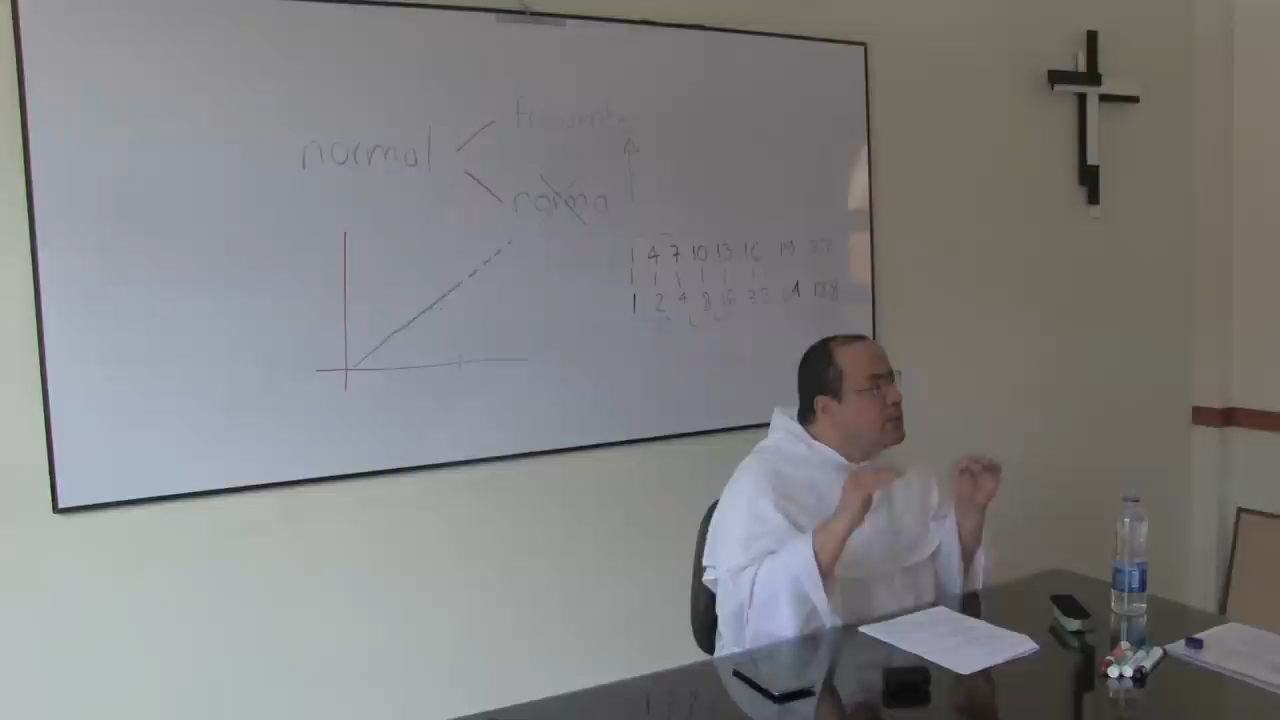 frecuente
normal
norma
1 4 7 10 13 16 19 22
1 2 4 8 16 32 64 128